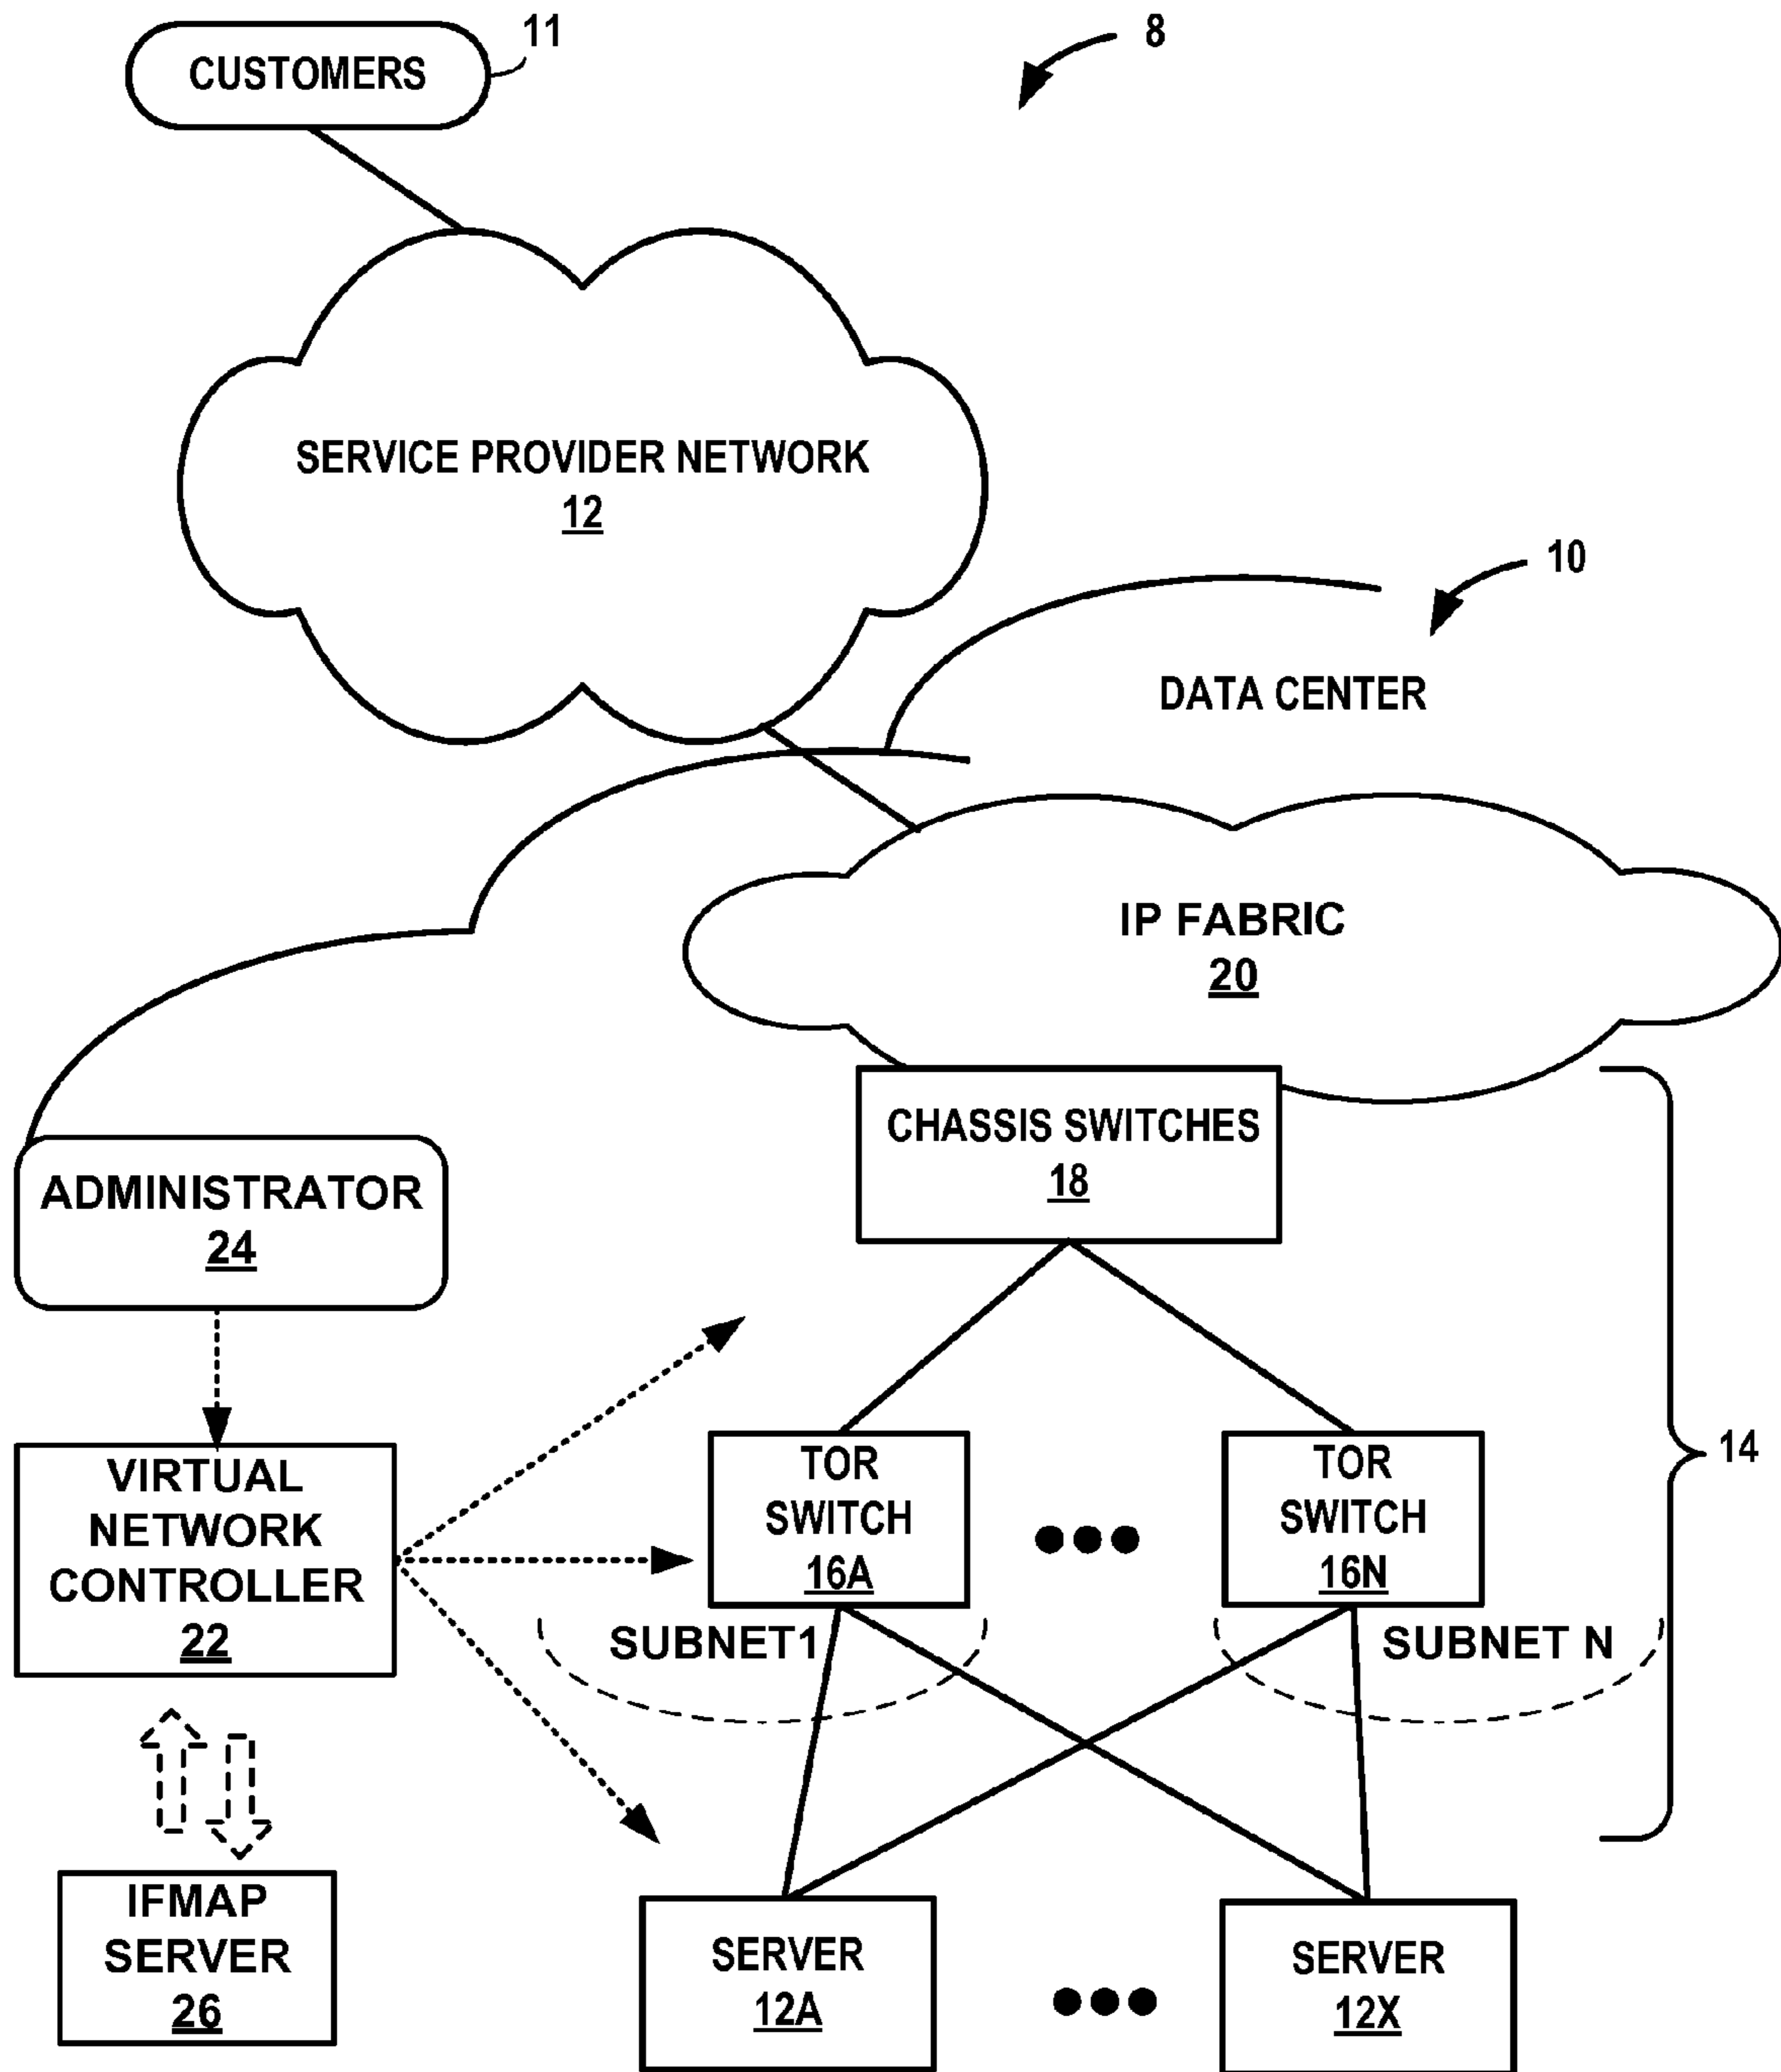 11
8
CUSTOMERS
SERVICE PROVIDER NETWORK
12
10
DATA CENTER
IP FABRIC
20
CHASSIS SWITCHES
18
ADMINISTRATOR
24
14
VIRTUAL
NETWORK
CONTROLLER
22
TOR
SWITCH
16A
TOR
SWITCH
16N
SUBNET1
SUBNET N
IFMAP
SERVER
26
SERVER
12A
SERVER
12X